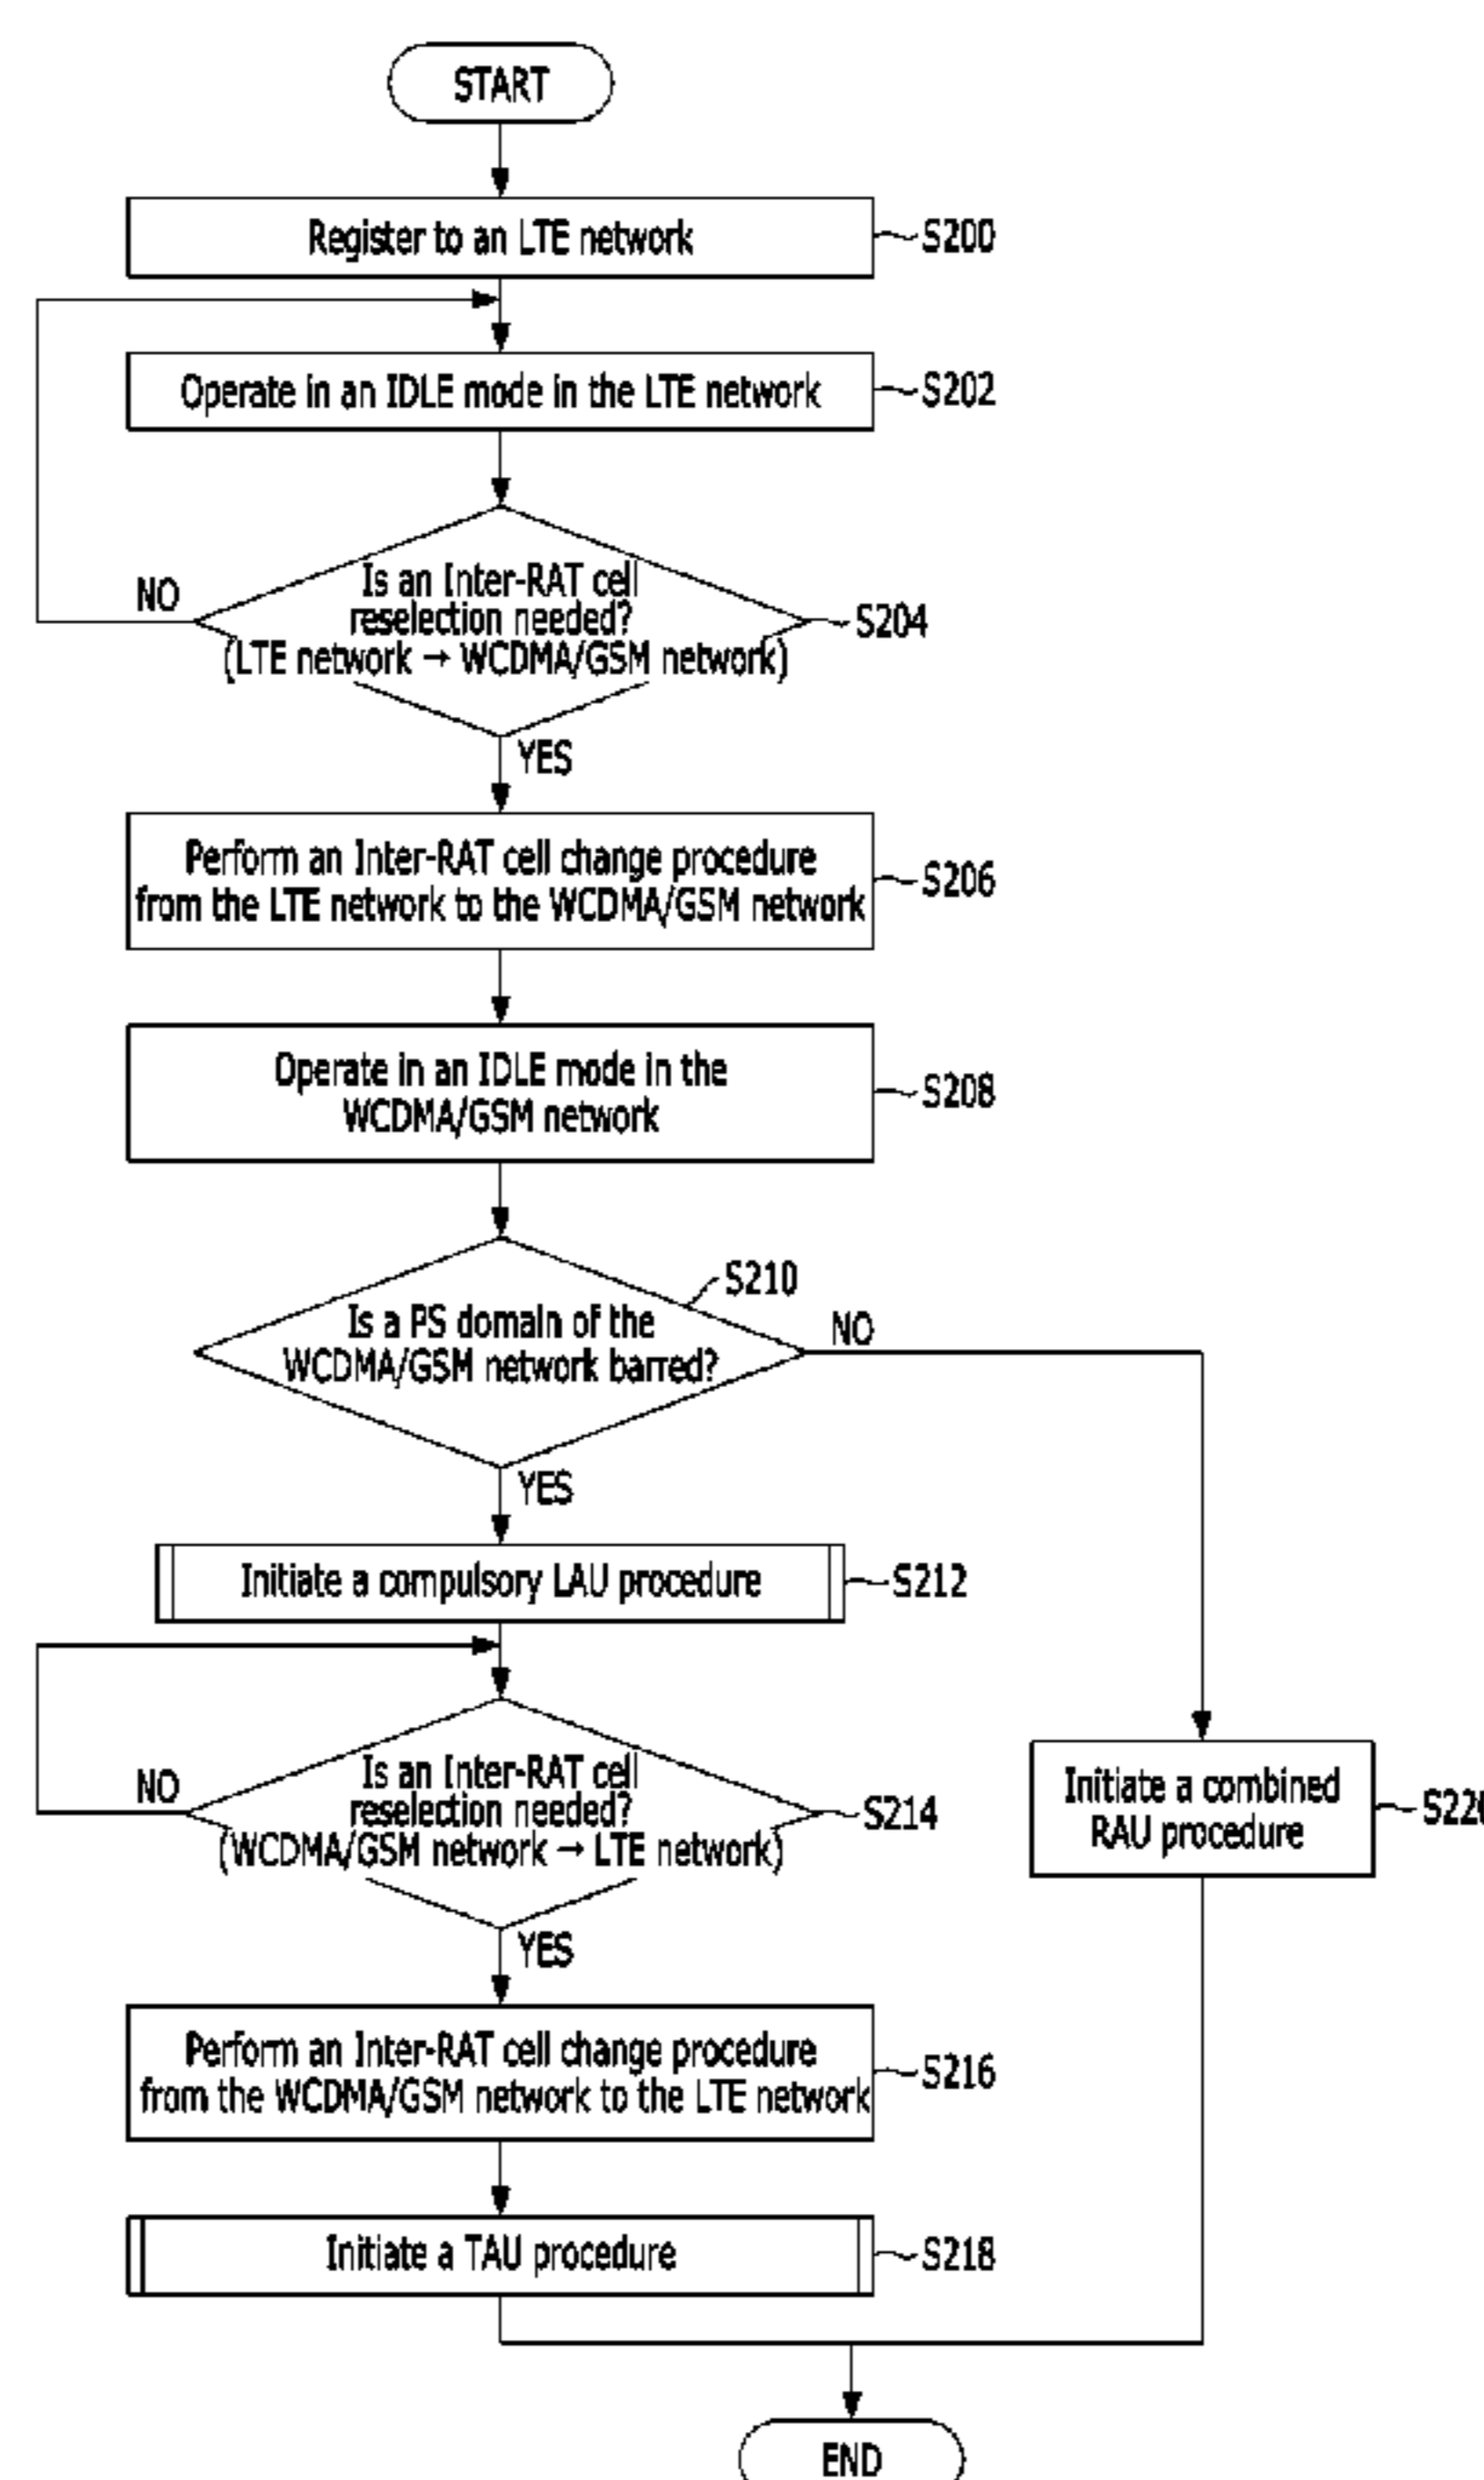 START
Register to an LTE network
S200
Operate in an IDLE mode in the LTE network
S202
Is an Inter-RAT cell
reselection needed?
(LTE network → WCDMA/GSM network)
NO
S204
YES
Perform an Inter-RAT cell change procedure
from the LTE network to the WCDMA/GSM network
S206
Operate in an IDLE mode in the
WCDMA/GSM network
S208
S210
Is a PS domain of the
WCDMA/GSM network barred?
NO
YES
Initiate a compulsory LAU procedure
S212
Is an Inter-RAT cell
reselection needed?
(WCDMA/GSM network → LTE network)
NO
S214
Initiate a combined
RAU procedure
YES
Perform an Inter-RAT cell change procedure
from the WCDMA/GSM network to the LTE network
S216
Initiate a TAU procedure
S218
END